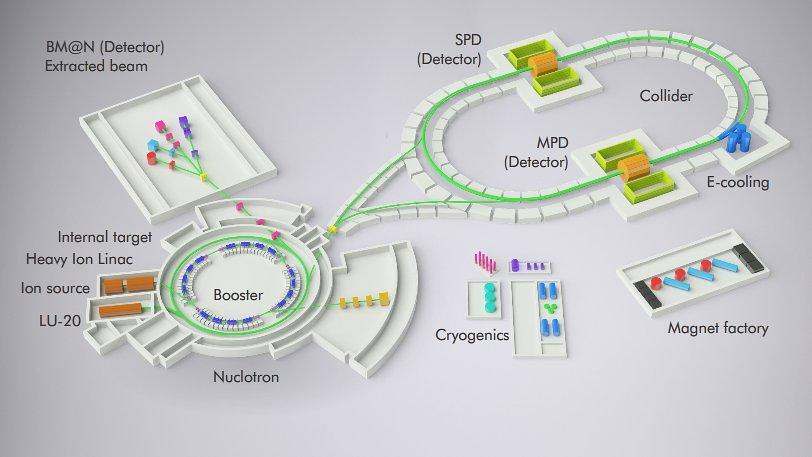 BM@N (Detector)
Extracted beam
SPD
(Detector)
Collider
MPD
(Detector)
E-cooling
Internal target
Heavy Ion Linac
Ion source
LU-20
Booster
Nuclotron
Cryogenics
Magnet factory